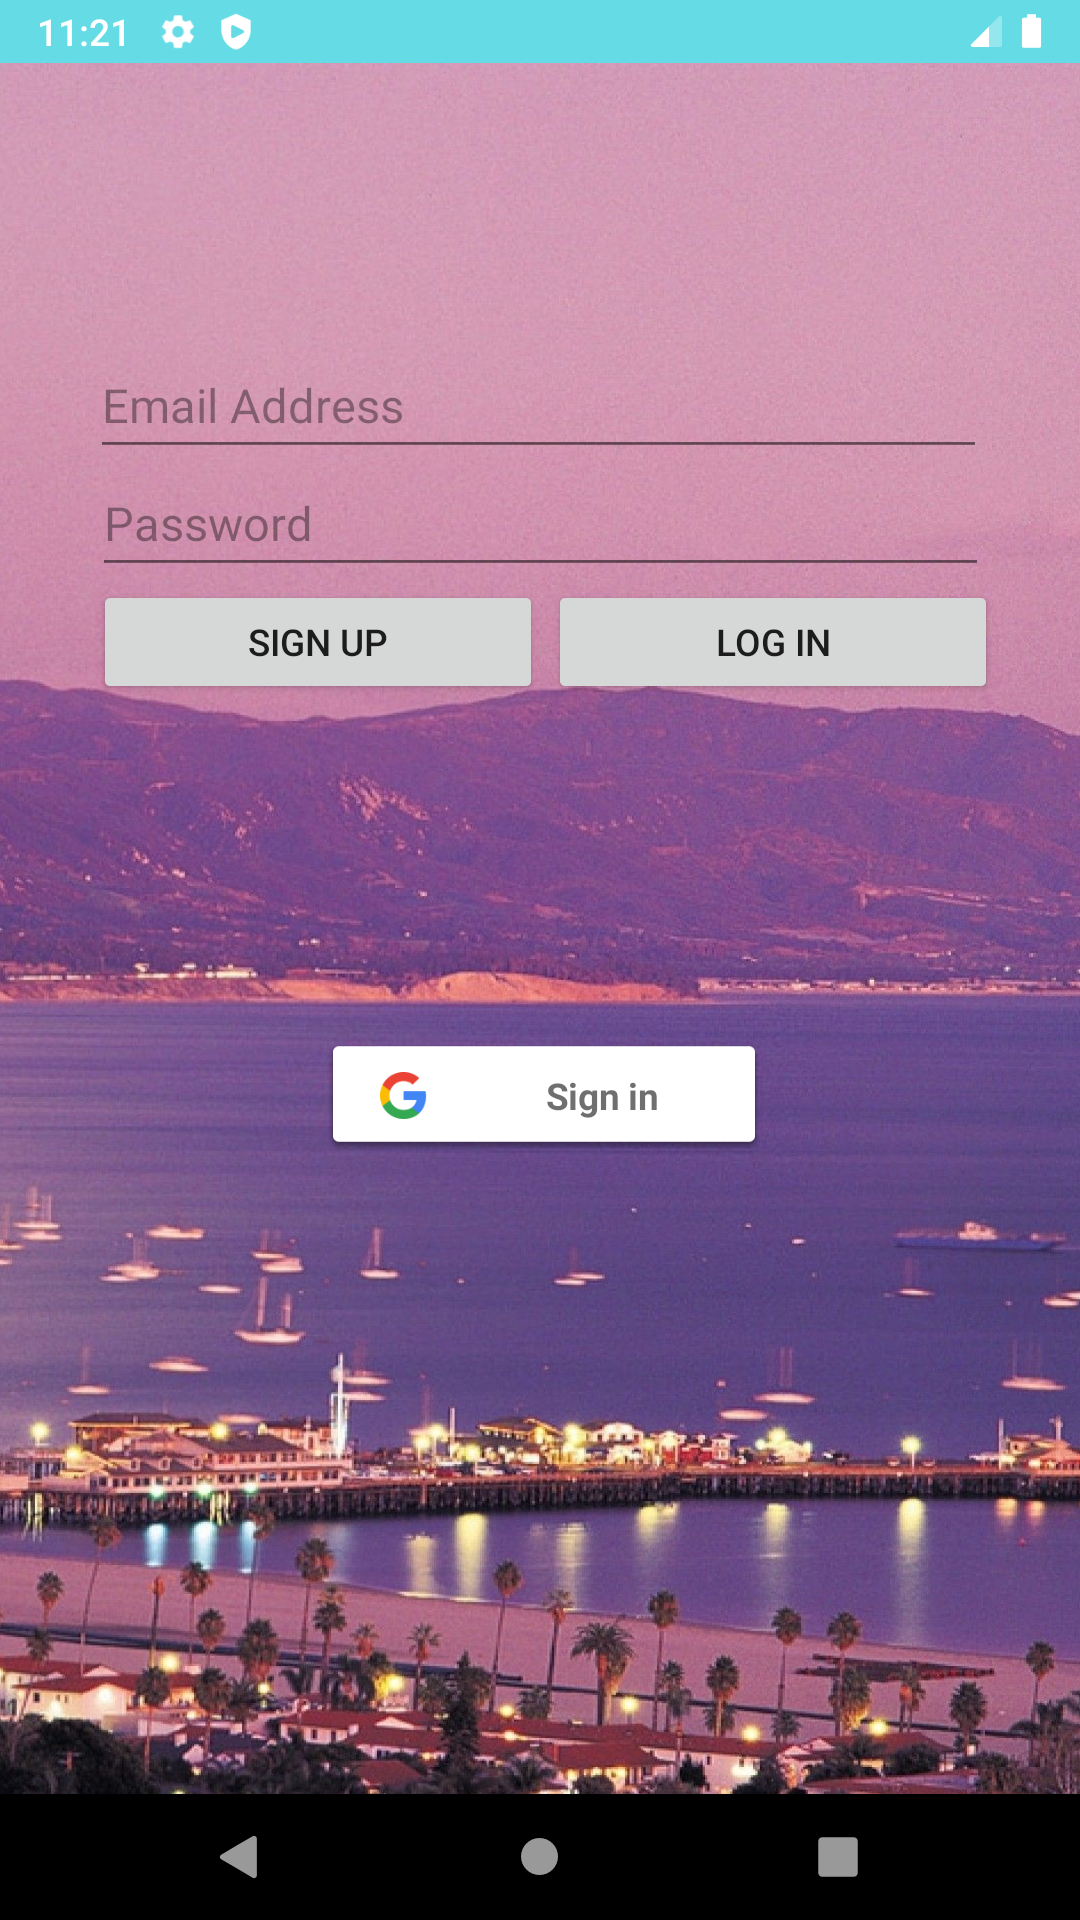 11:21
Email Address
Password
SIGN UP LOG IN
Sign in